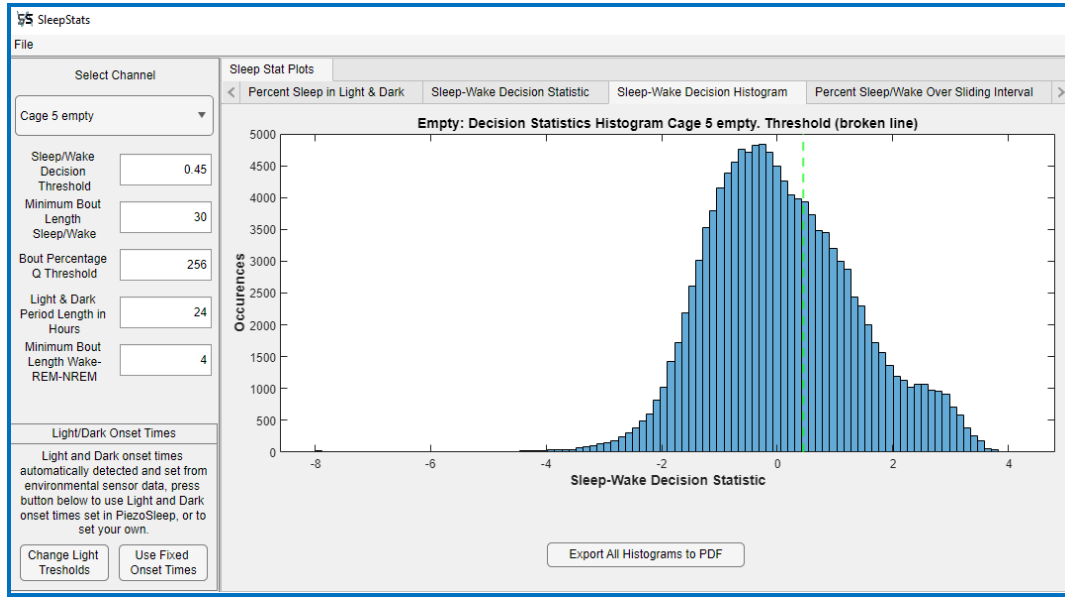 SleepStats
File
Select Channel
Cage 5 empty
Sleep/Wake
Decision
Threshold
0.45
Minimum Bout
Length
Sleep/Wake
30
Bout Percentage
Q Threshold
256
Light & Dark
Period Length in
Hours
24
Minimum Bout
Length Wake-
REM-NREM
4
Light/Dark Onset Times
Light and Dark onset times
automatically detected and set from
environmental sensor data, press
button below to use Light and Dark
onset times set in PiezoSleep, or to
set your own.
Change Light
Tresholds
Use Fixed
Onset Times
Sleep Stat Plots
Percent Sleep in Light & Dark
Sleep-Wake Decision Statistic
Sleep-Wake Decision Histogram
Percent Sleep/Wake Over Sliding Interval
Empty: Decision Statistics Histogram Cage 5 empty. Threshold (broken line)
Occurences
5000
4500
4000
3500
3000
2500
2000
1500
1000
500
0
-8
-6
-4
-2
0
2
4
Sleep-Wake Decision Statistic
Export All Histograms to PDF